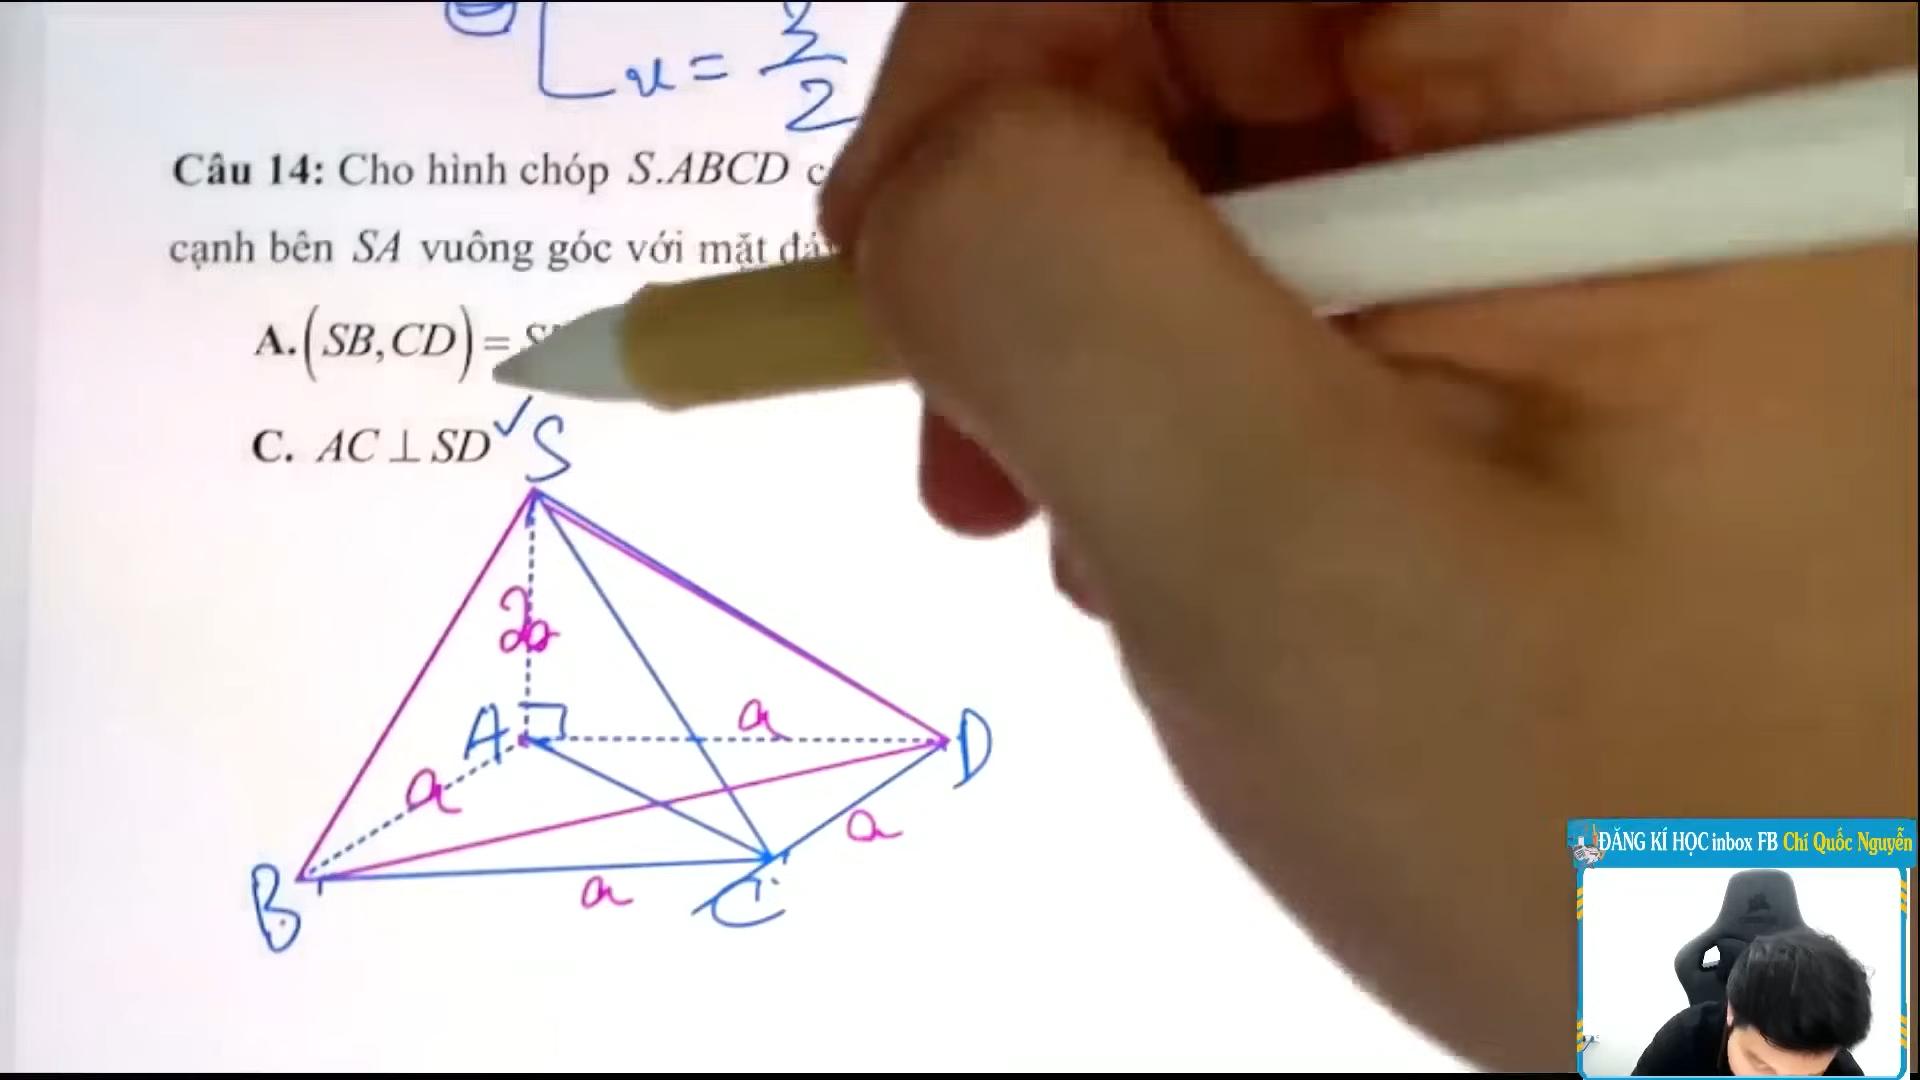 x = 3/2
Câu 14: Cho hình chóp S.ABCD
cạnh bên SA vuông góc với mặt
A. (SB, CD) =
C. AC ⊥ SD ✓
S
2a
A
a
D
a
a
B
a
C
ĐĂNG KÍ HỌC inbox FB Chí Quốc Nguyễn